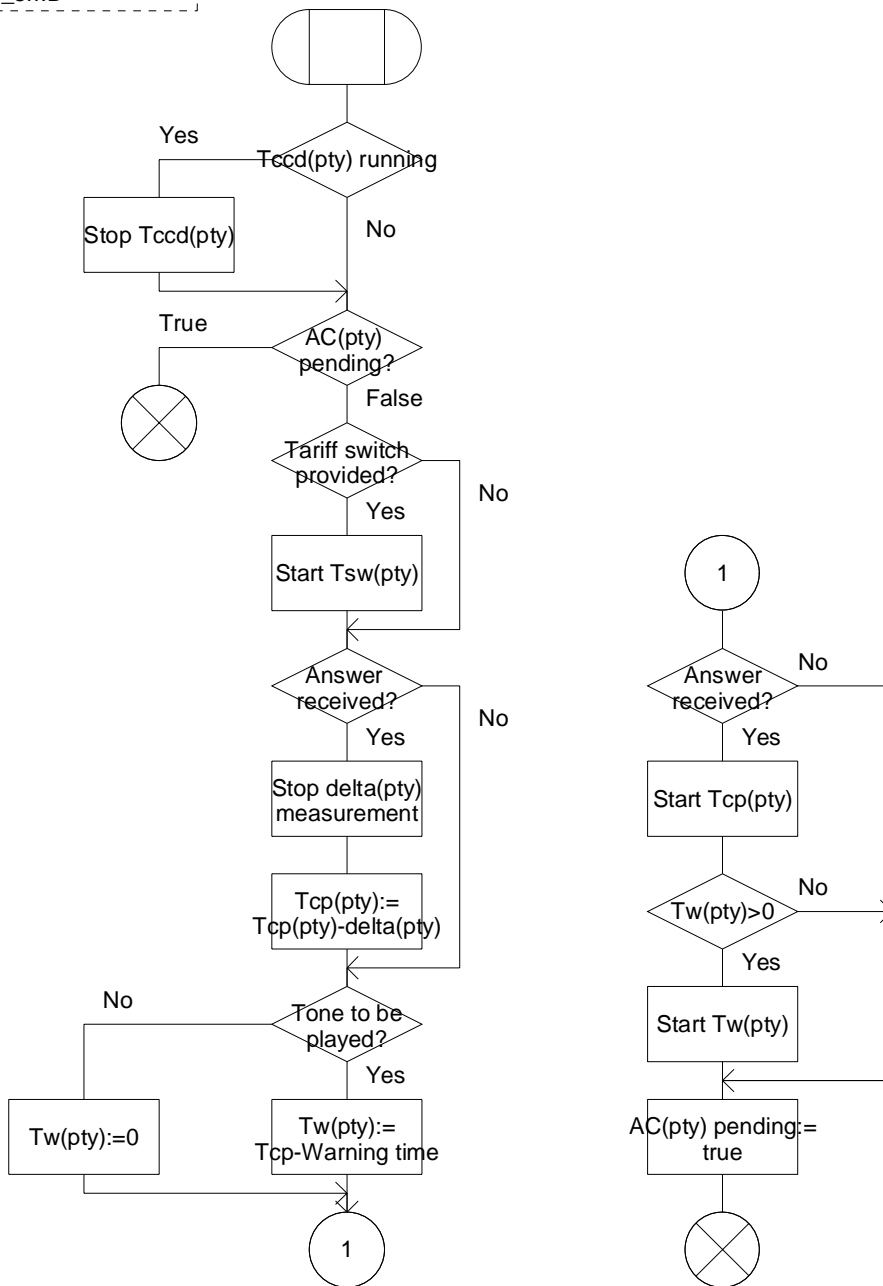 Yes
Tccd(pty) running
Stop Tccd(pty)
No
True
AC(pty)
pending?
False
Tariff switch
provided?
No
Yes
Start Tsw(pty)
Answer
received?
No
Yes
Stop delta(pty)
measurement
Tcp(pty):=
Tcp(pty)-delta(pty)
No
Tone to be
played?
Yes
Tw(pty):=0
Tw(pty):=
Tcp-Warning time
1
1
Answer
received?
No
Yes
Start Tcp(pty)
Tw(pty)>0
No
Yes
Start Tw(pty)
AC(pty) pending:=
true